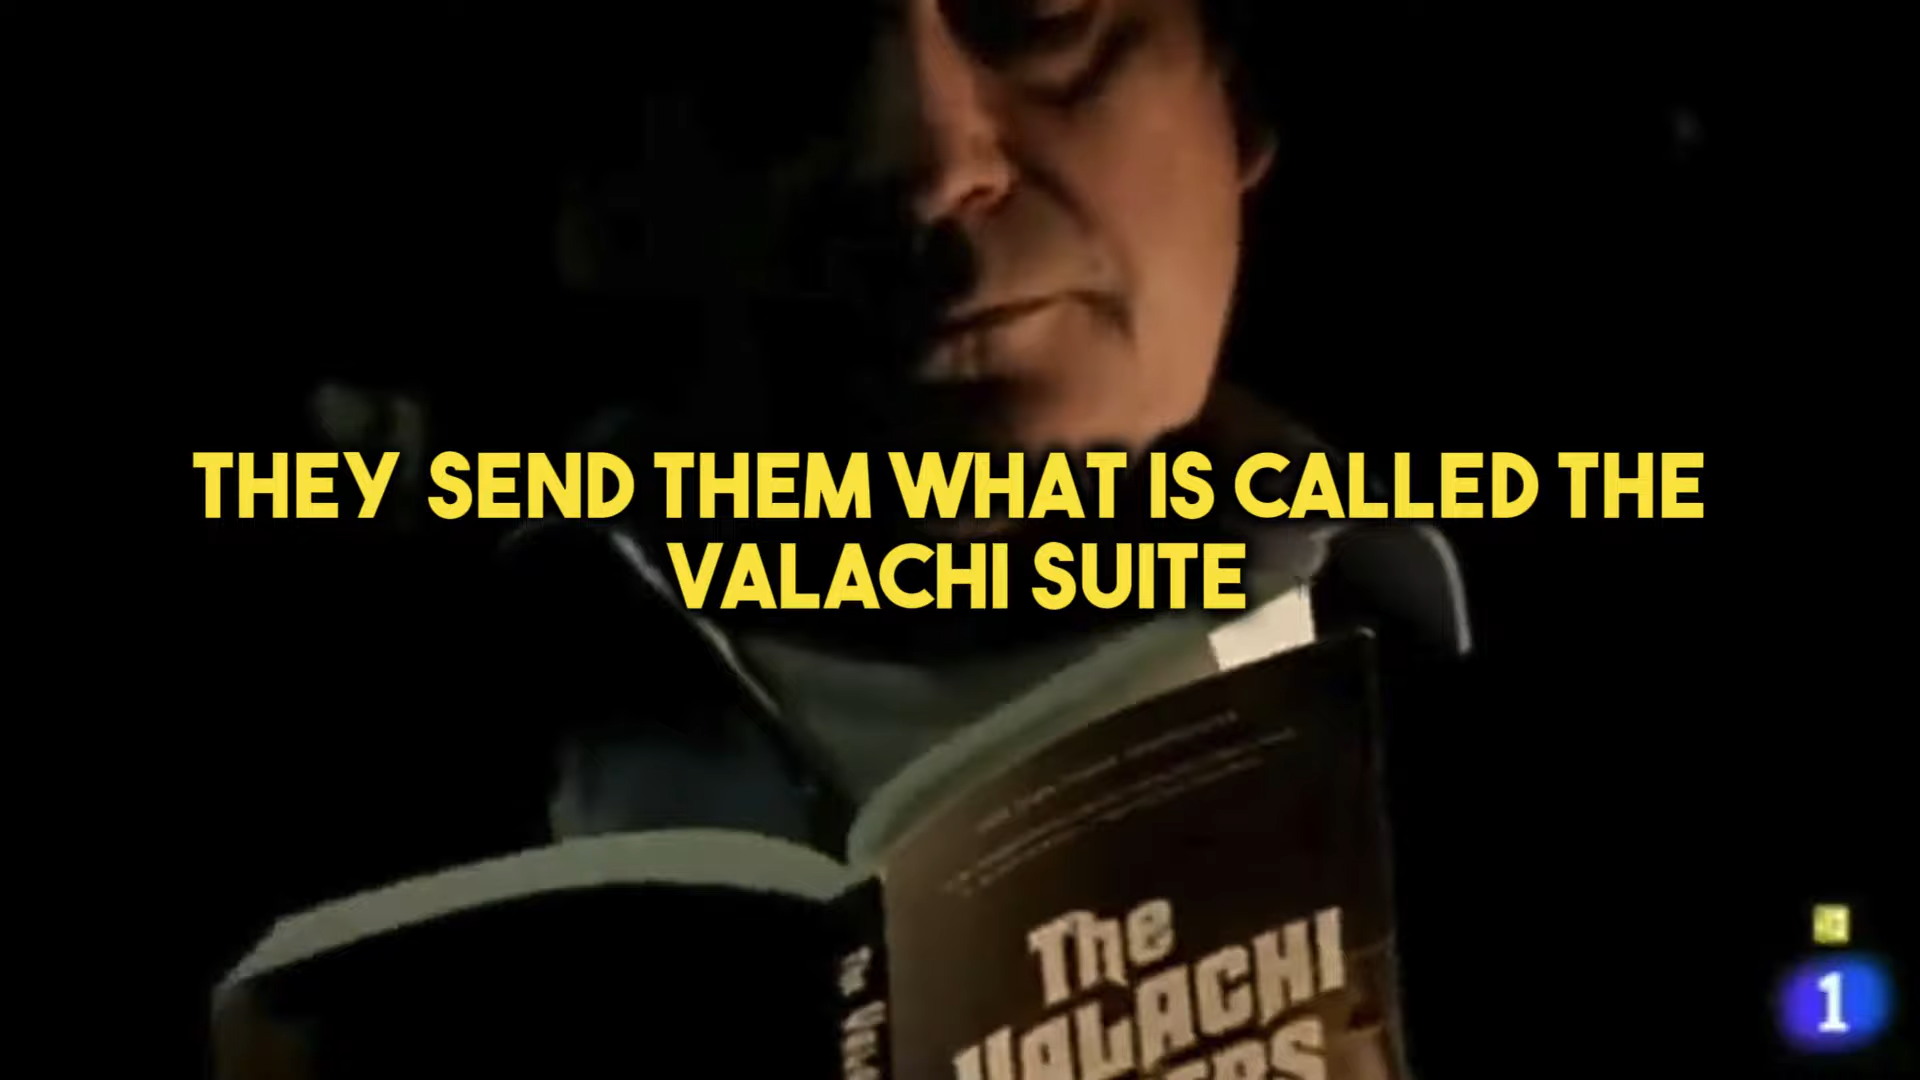 THEY SEND THEM WHAT IS CALLED THE
VALACHI SUITE
The
VALACHI
1